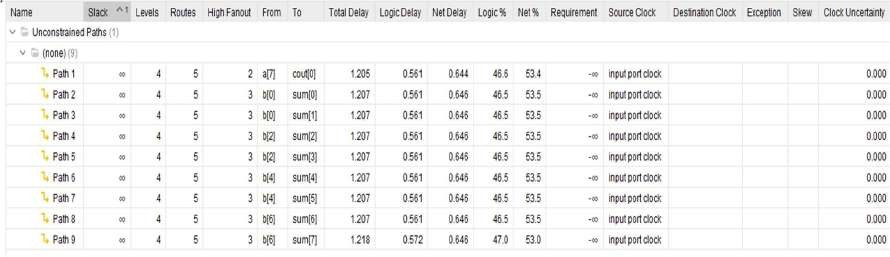 Name Slack ^1 Levels Routes High Fanout From To Total Delay Logic Delay Net Delay Logic % Net % Requirement Source Clock Destination Clock Exception Skew Clock Uncertainty
Unconstrained Paths (1)
(none) (9)
Path 1 ∞ 4 5 2 a[7] cout[0] 1.205 0.561 0.644 46.6 53.4 -∞ input port clock 0.000
Path 2 ∞ 4 5 3 b[0] sum[0] 1.207 0.561 0.646 46.5 53.5 -∞ input port clock 0.000
Path 3 ∞ 4 5 3 b[0] sum[1] 1.207 0.561 0.646 46.5 53.5 -∞ input port clock 0.000
Path 4 ∞ 4 5 3 b[2] sum[2] 1.207 0.561 0.646 46.5 53.5 -∞ input port clock 0.000
Path 5 ∞ 4 5 3 b[2] sum[3] 1.207 0.561 0.646 46.5 53.5 -∞ input port clock 0.000
Path 6 ∞ 4 5 3 b[4] sum[4] 1.207 0.561 0.646 46.5 53.5 -∞ input port clock 0.000
Path 7 ∞ 4 5 3 b[4] sum[5] 1.207 0.561 0.646 46.5 53.5 -∞ input port clock 0.000
Path 8 ∞ 4 5 3 b[6] sum[6] 1.207 0.561 0.646 46.5 53.5 -∞ input port clock 0.000
Path 9 ∞ 4 5 3 b[6] sum[7] 1.218 0.572 0.646 47.0 53.0 -∞ input port clock 0.000